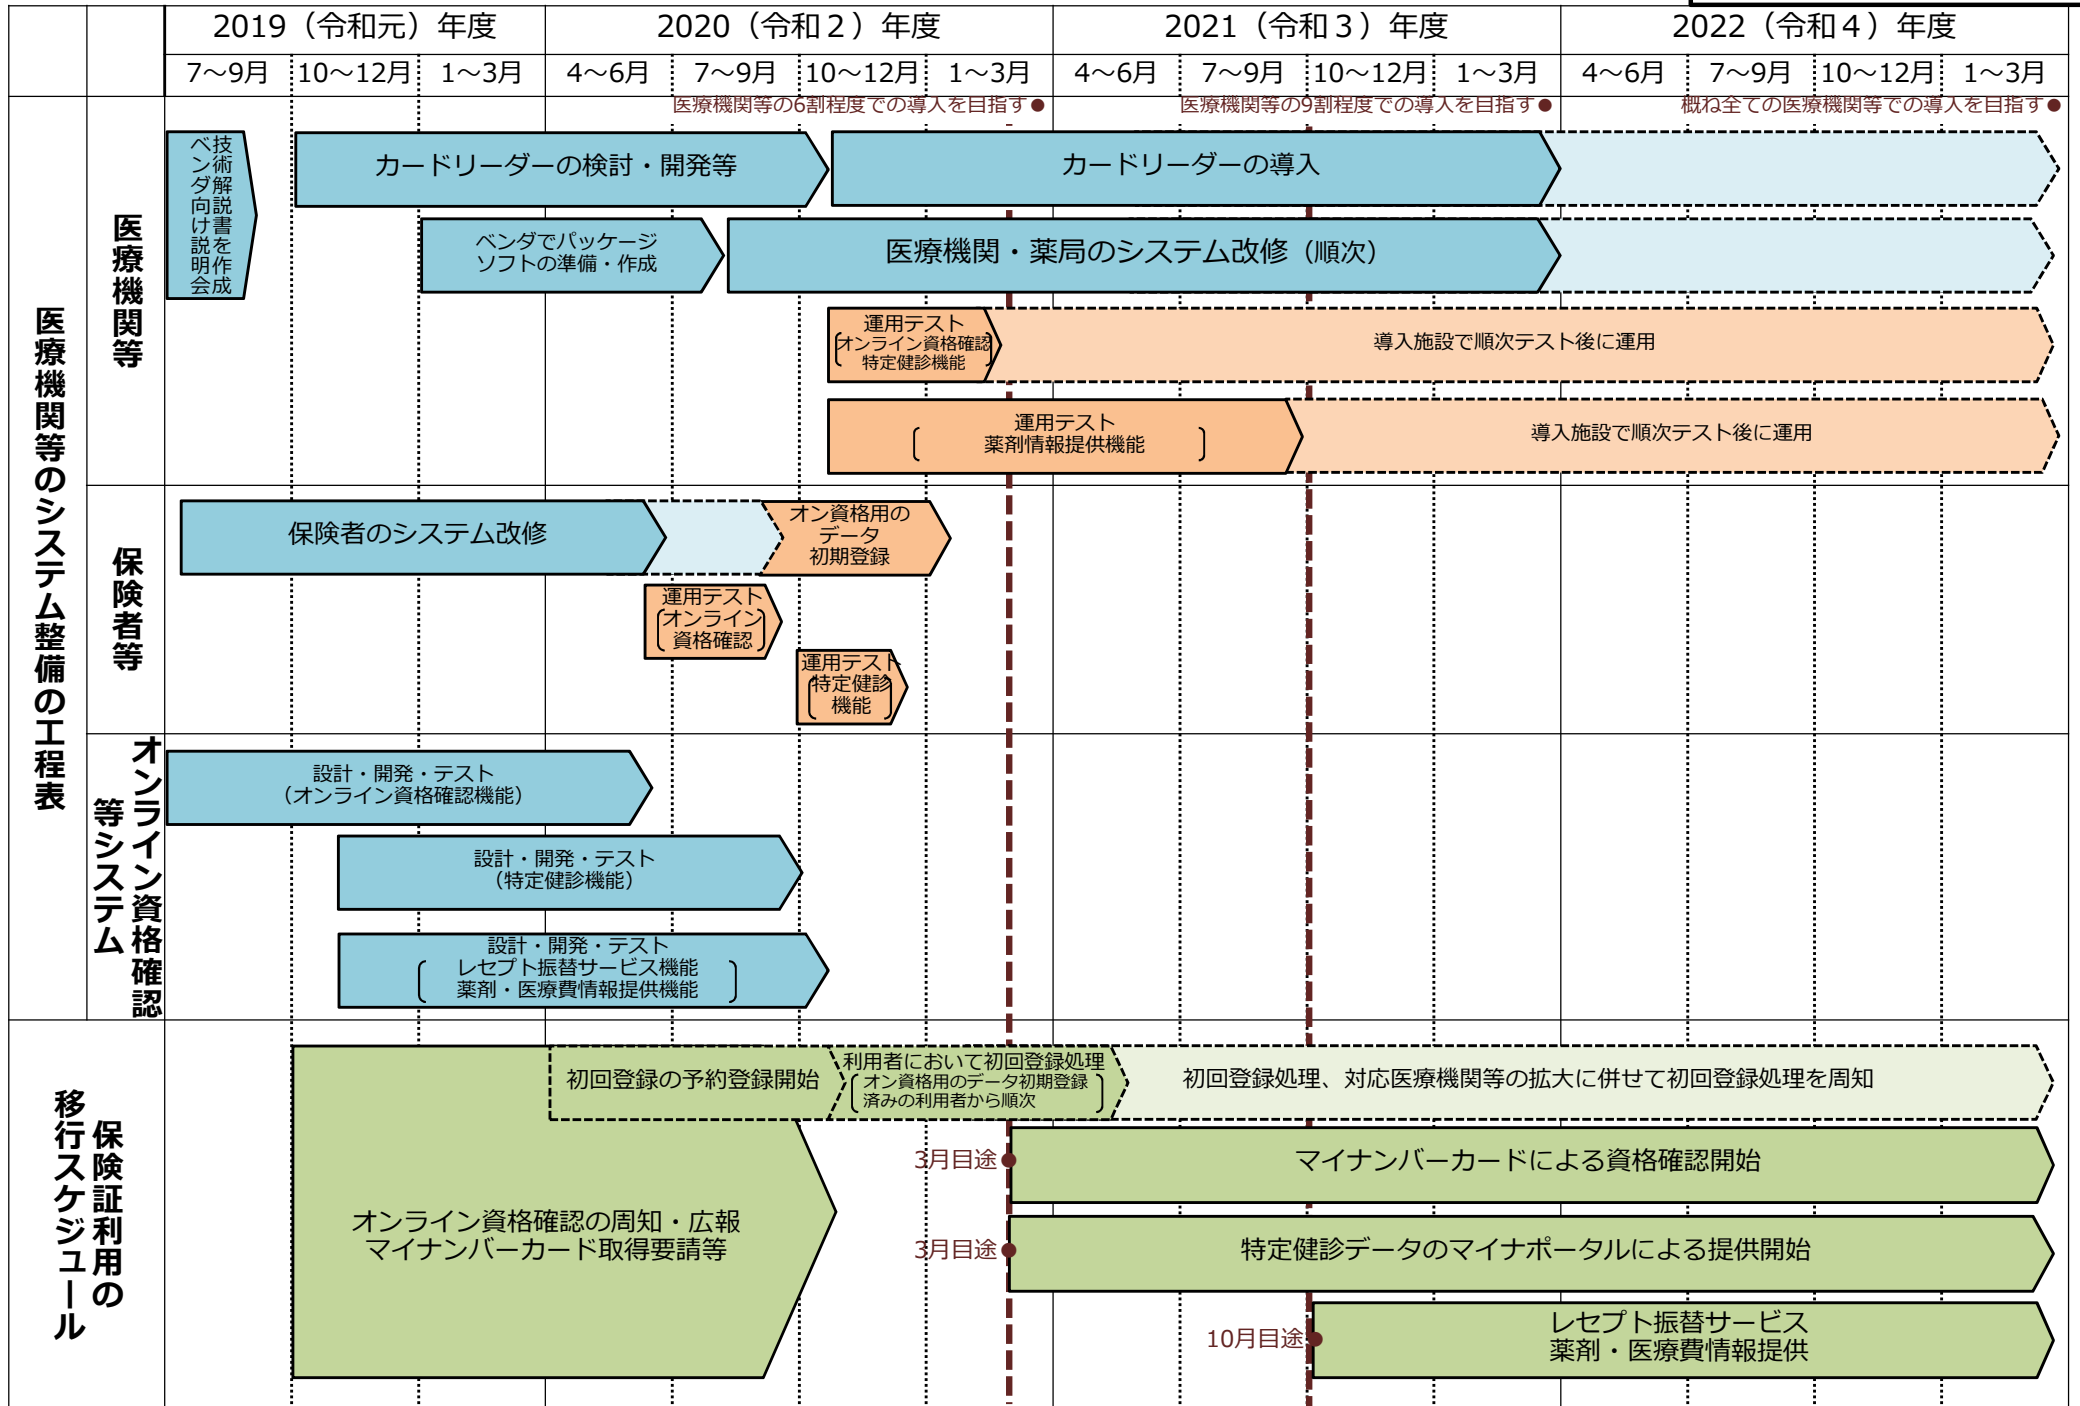 2019（令和元）年度
2020（令和２）年度
2021（令和３）年度
2022（令和４）年度
7～9月
10～12月
1～3月
4～6月
7～9月
10～12月
1～3月
4～6月
7～9月
10～12月
1～3月
4～6月
7～9月
10～12月
1～3月
医療機関等の6割程度での導入を目指す●
医療機関等の9割程度での導入を目指す●
概ね全ての医療機関等での導入を目指す●
医療機関等のシステム整備の工程表
医療機関等
技術解説書を作成
ベンダ向け説明会
カードリーダーの検討・開発等
カードリーダーの導入
ベンダでパッケージ
ソフトの準備・作成
医療機関・薬局のシステム改修（順次）
運用テスト
オンライン資格確認
特定健診機能
導入施設で順次テスト後に運用
運用テスト
薬剤情報提供機能
導入施設で順次テスト後に運用
保険者等
保険者のシステム改修
オン資格用の
データ
初期登録
運用テスト
オンライン
資格確認
運用テスト
特定健診
機能
オンライン資格確認
等システム
設計・開発・テスト
（オンライン資格確認機能）
設計・開発・テスト
（特定健診機能）
設計・開発・テスト
レセプト振替サービス機能
薬剤・医療費情報提供機能
保険証利用の
移行スケジュール
初回登録の予約登録開始
利用者において初回登録処理
オン資格用のデータ初期登録
済みの利用者から順次
初回登録処理、対応医療機関等の拡大に併せて初回登録処理を周知
オンライン資格確認の周知・広報
マイナンバーカード取得要請等
3月目途●
マイナンバーカードによる資格確認開始
3月目途●
特定健診データのマイナポータルによる提供開始
10月目途●
レセプト振替サービス
薬剤・医療費情報提供